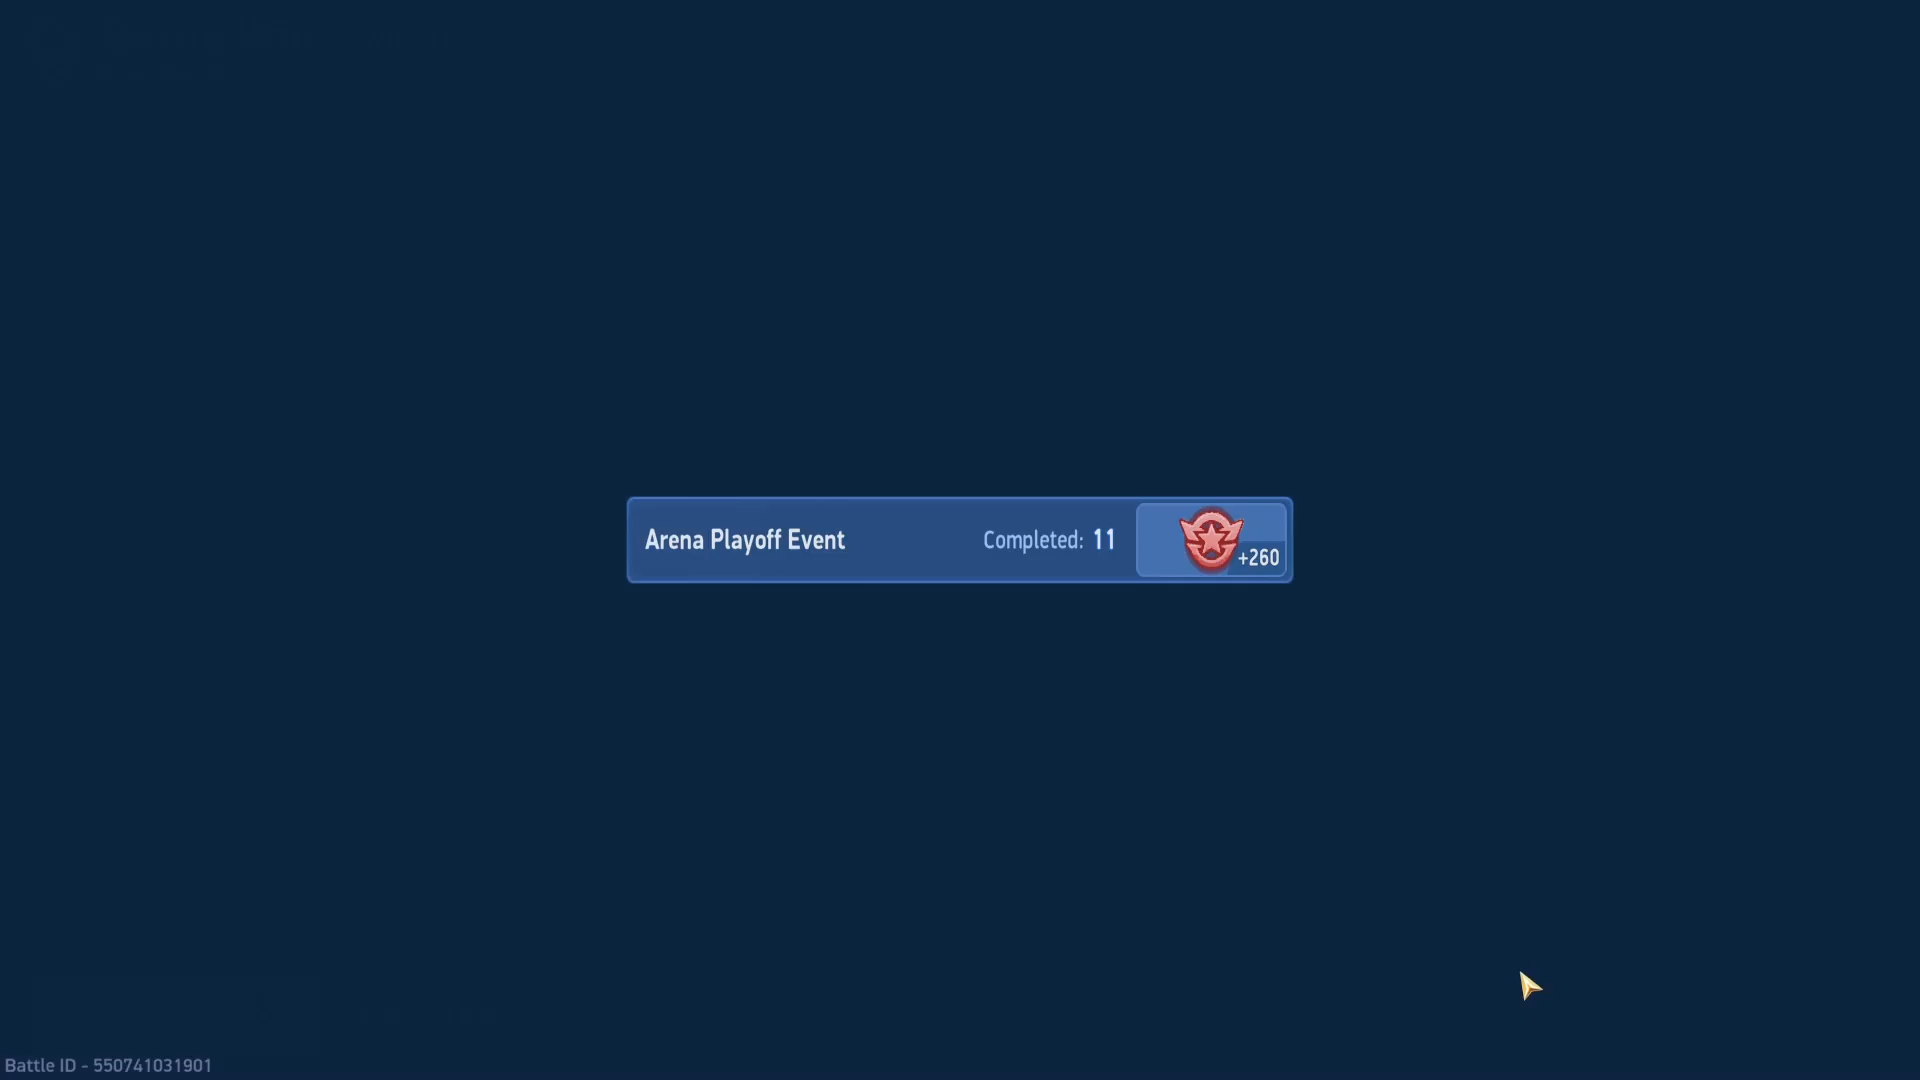 Arena Playoff Event
Completed: 11
+260
Battle ID - 550741031901